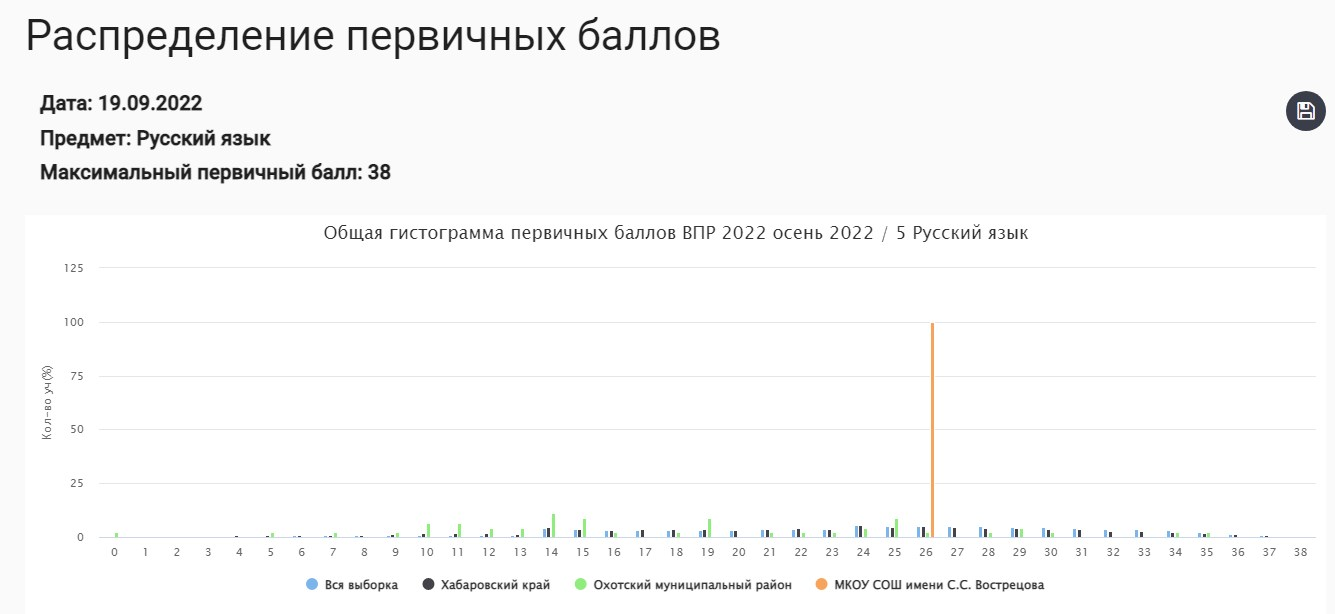 Распределение первичных баллов
Дата: 19.09.2022
Предмет: Русский язык
Максимальный первичный балл: 38
Общая гистограмма первичных баллов ВПР 2022 осень 2022 / 5 Русский язык
125
100
75
50
25
0
Кол-во уч(%)
0 1 2 3 4 5 6 7 8 9 10 11 12 13 14 15 16 17 18 19 20 21 22 23 24 25 26 27 28 29 30 31 32 33 34 35 36 37 38
Вся выборка Хабаровский край Охотский муниципальный район МКОУ СОШ имени С.С. Вострецова